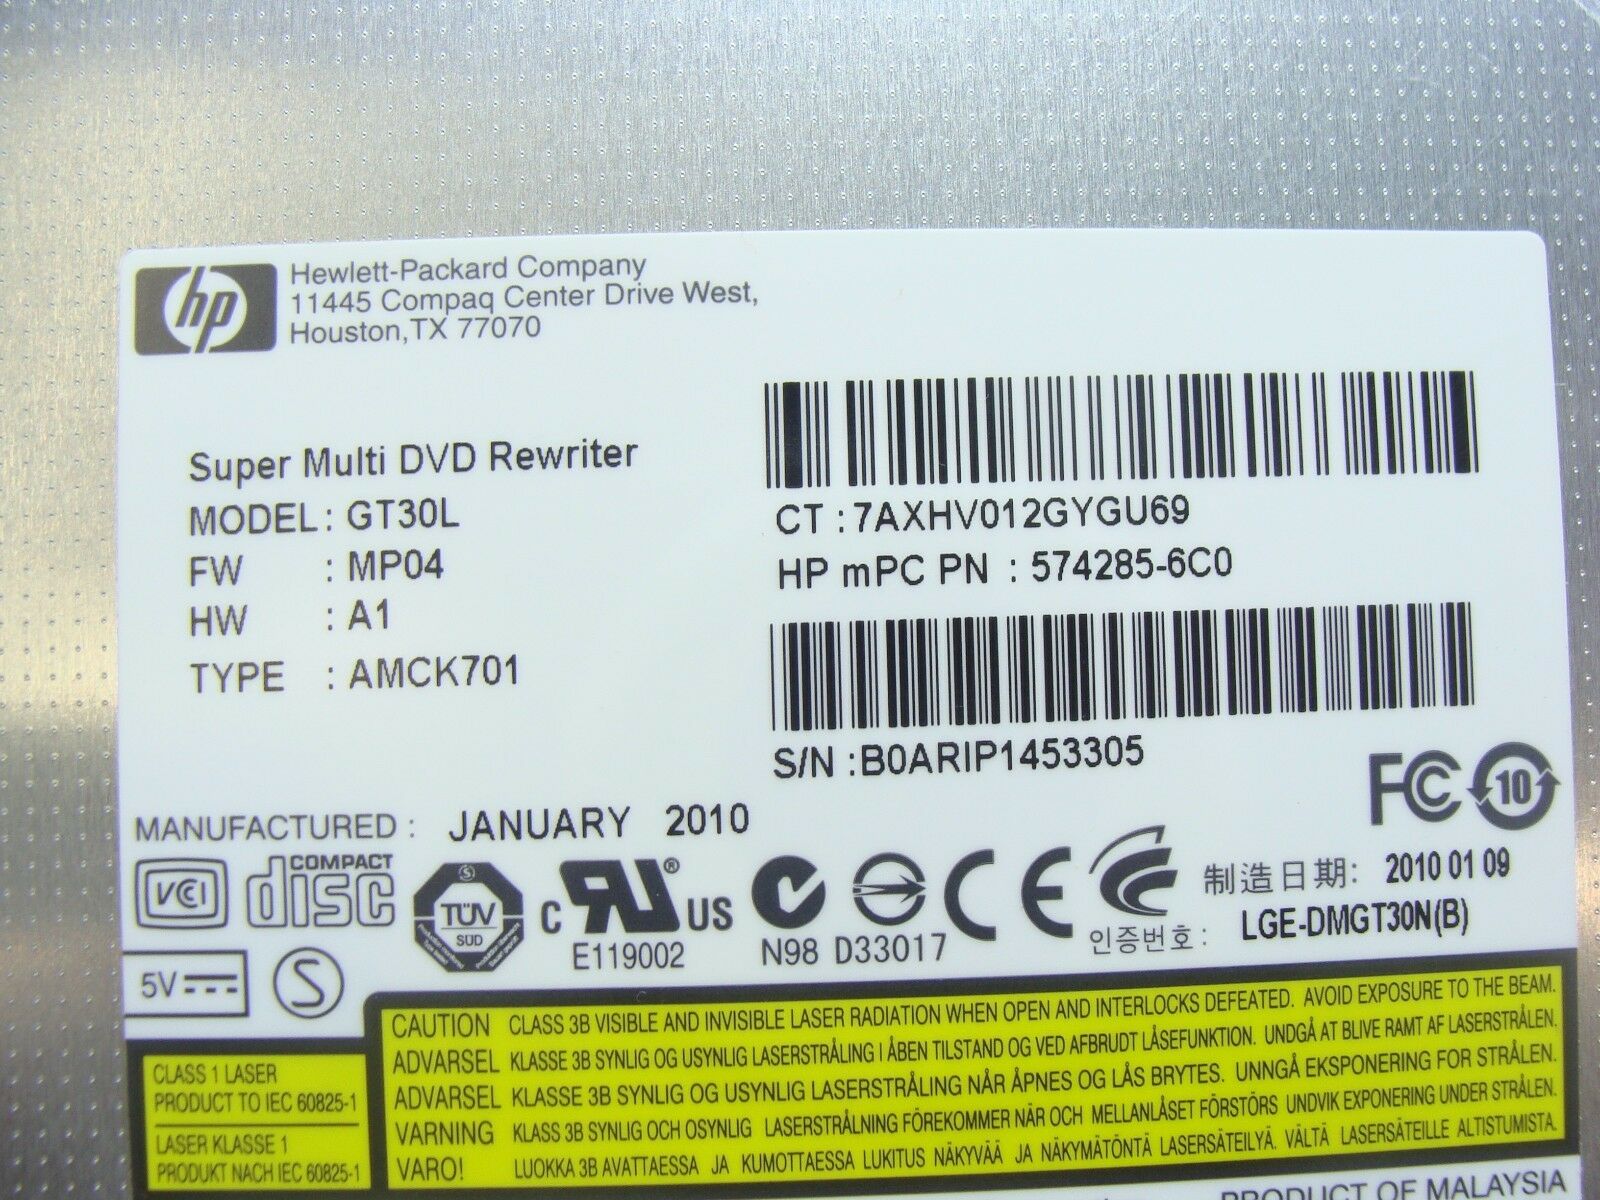 hp
Hewlett-Packard Company
11445 Compaq Center Drive West,
Houston,TX 77070
Super Multi DVD Rewriter
MODEL : GT30L
FW : MP04
HW : A1
TYPE : AMCK701
CT : 7AXHV012GYGU69
HP mPC PN : 574285-6C0
S/N :B0ARIP1453305
FC 10
MANUFACTURED : JANUARY 2010
VCI
COMPACT
disc
TÜV
SÜD
C UR ® US
E119002
N98 D33017
CE
制造日期: 2010 01 09
인증번호 : LGE-DMGT30N(B)
5V
S
CLASS 1 LASER
PRODUCT TO IEC 60825-1
LASER KLASSE 1
PRODUKT NACH IEC 60825-1
CAUTION CLASS 3B VISIBLE AND INVISIBLE LASER RADIATION WHEN OPEN AND INTERLOCKS DEFEATED. AVOID EXPOSURE TO THE BEAM.
ADVARSEL KLASSE 3B SYNLIG OG USYNLIG LASERSTRÅLING I ÅBEN TILSTAND OG VED AFBRUDT LÅSEFUNKTION. UNDGÅ AT BLIVE RAMT AF LASERSTRÅLEN.
ADVARSEL KLASSE 3B SYNLIG OG USYNLIG LASERSTRÅLING NÅR ÅPNES OG LÅS BRYTES. UNNGÅ EKSPONERING FOR STRÅLEN.
VARNING KLASS 3B SYNLIG OCH OSYNLIG LASERSTRÅLNING FÖREKOMMER NÄR OCH MELLANLÅSET FÖRSTÖRS UNDVIK EXPONERING UNDER STRÅLEN.
VARO! LUOKKA 3B AVATTAESSA JA KUMOTTAESSA LUKITUS NÄKYVÄÄ JA NÄKYMÄTÖNTÄ LASERSÄTEILYÄ. VÄLTÄ LASERSÄTEILLE ALTISTUMISTA.
PRODUCT OF MALAYSIA